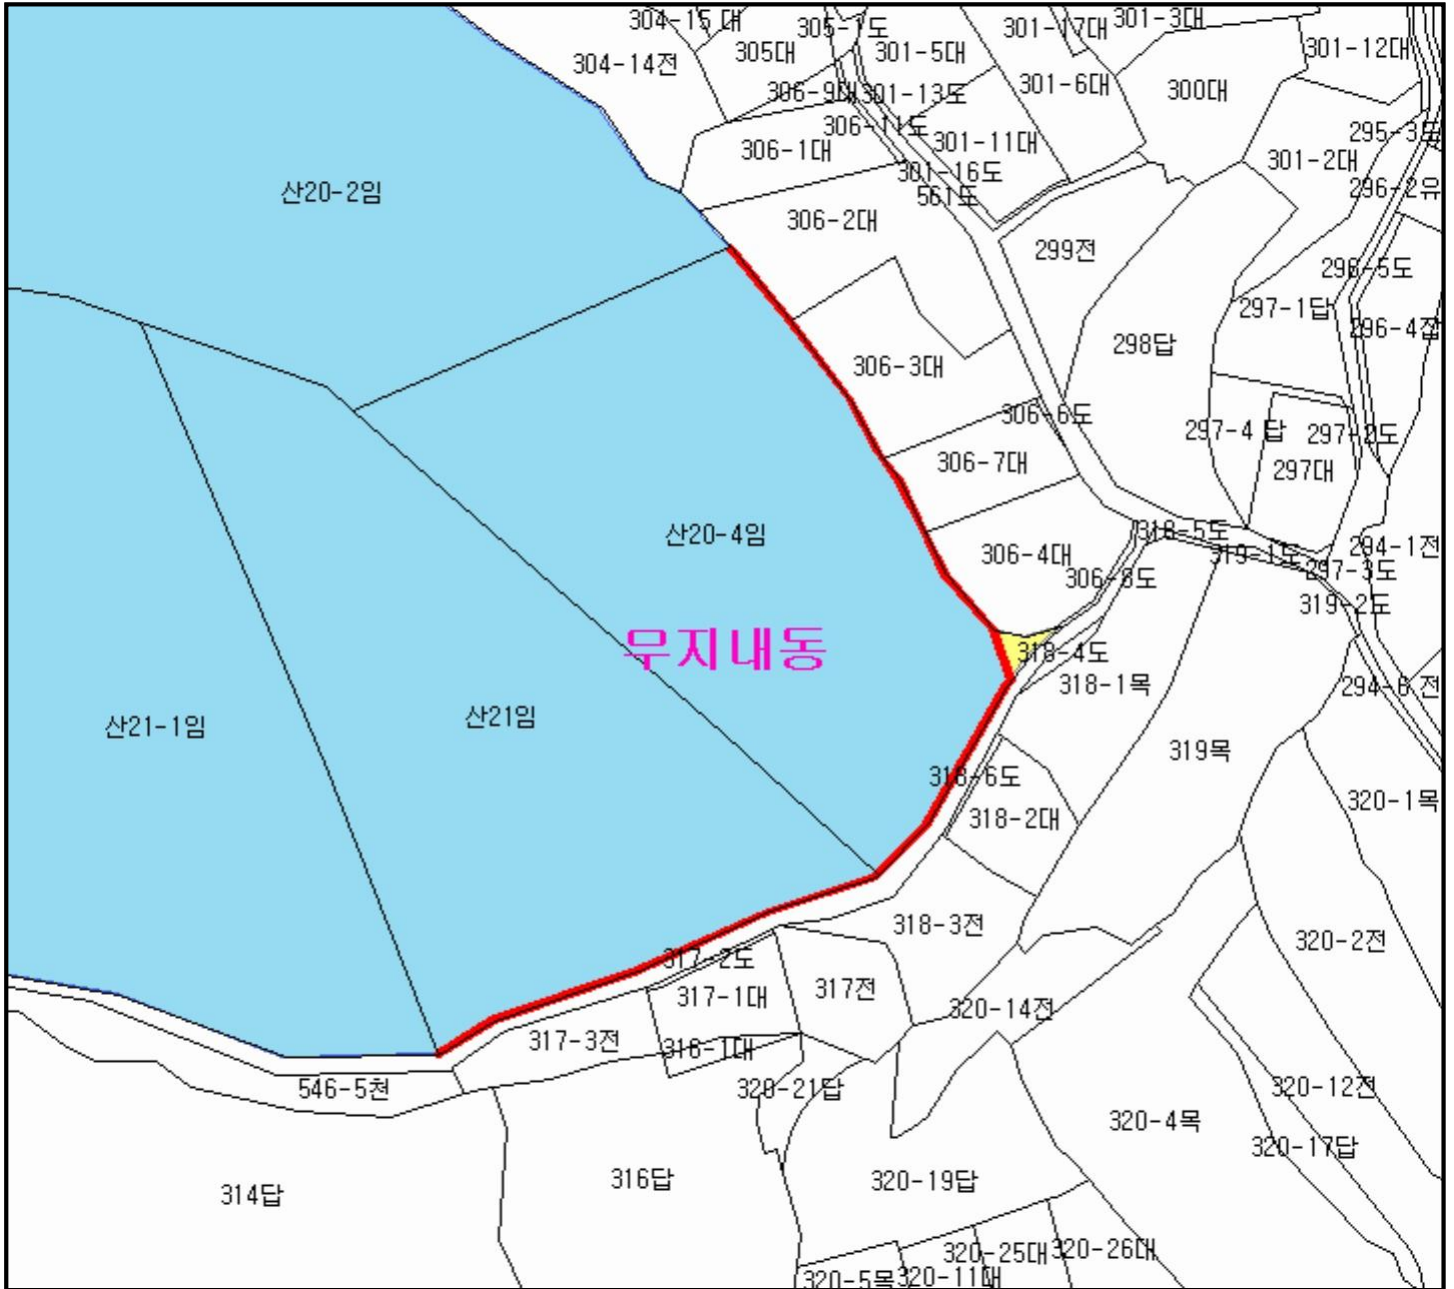 304-15 대
305-1도
301-17대
301-3대
304-14전
305대
301-5대
301-12대
306-9대
301-13도
301-6대
300대
306-11도
306-1대
301-11대
295-3도
301-2대
301-16도
561도
296-2유
산20-2임
306-2대
299전
296-5도
297-1답
296-4잡
306-3대
298답
306-6도
297-4 답
297-2도
306-7대
297대
산20-4임
318-5도
319-1도
294-1전
306-4대
306-8도
297-3도
319-2도
무지내동
318-4도
318-1목
294-6 전
산21-1임
산21임
319목
318-6도
320-1목
318-2대
318-3전
320-2전
317-2도
317-1대
317전
320-14전
317-3전
316-1대
546-5천
320-21답
320-12전
320-4목
320-17답
314답
316답
320-19답
320-25대
320-26대
320-5목
320-11대